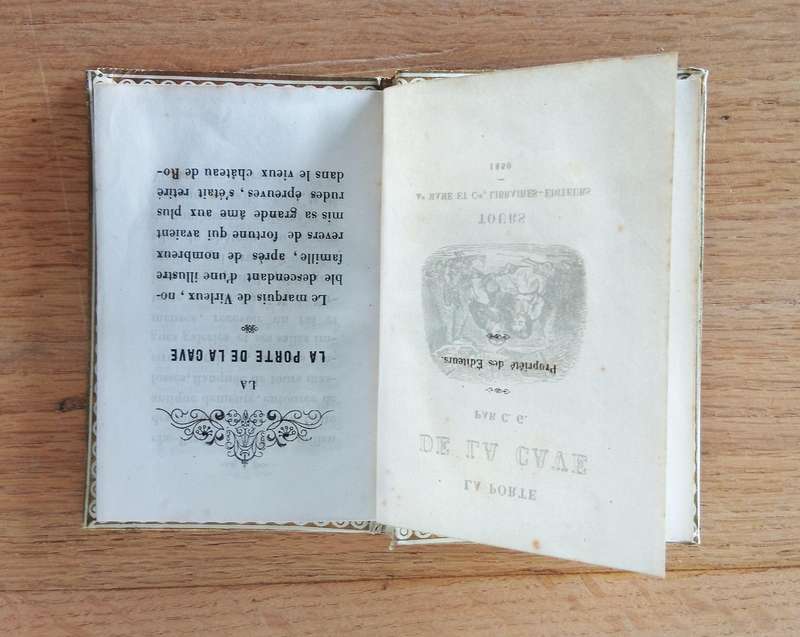 LA PORTE
DE LA CAVE
PAR C. G.
Propriété des Éditeurs.
TOURS
Ad MAME ET Cie, LIBRAIRES-ÉDITEURS
1850
LA
LA PORTE DE LA CAVE
Le marquis de Virieux, no-
ble descendant d'une illustre
famille, après de nombreux
revers de fortune qui avaient
mis sa grande âme aux plus
rudes épreuves, s'était retiré
dans le vieux château de Ro-